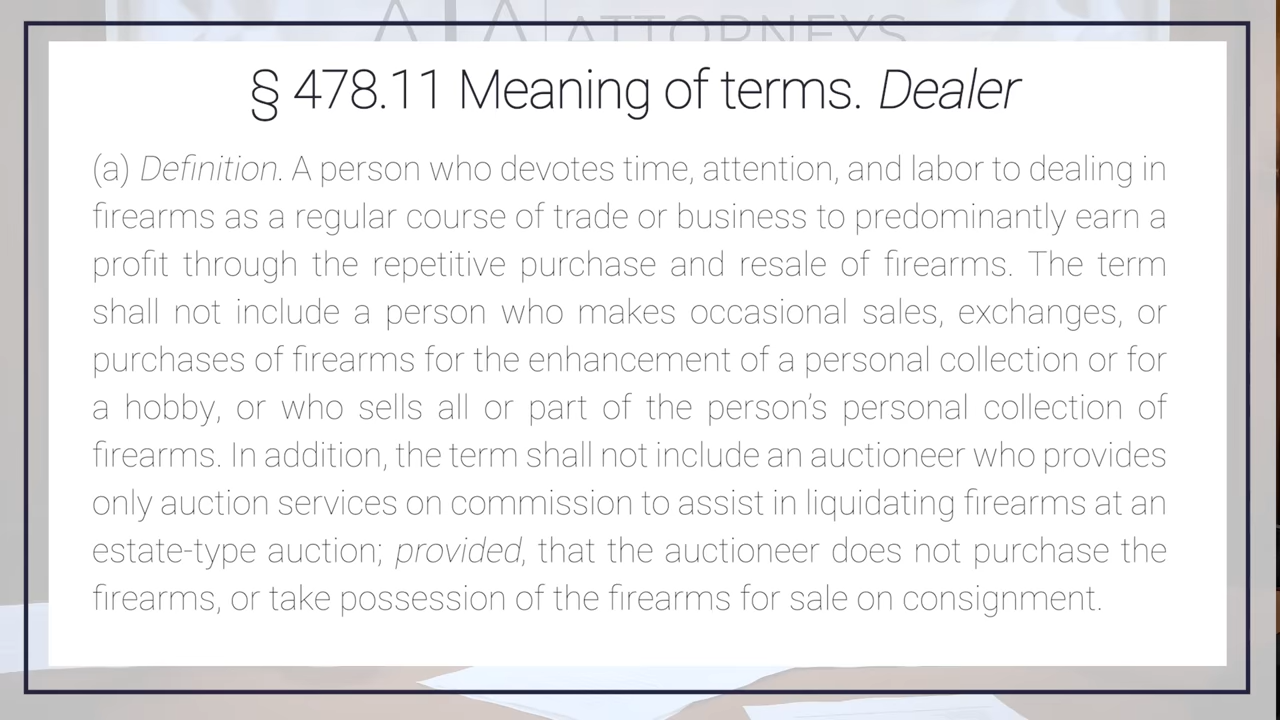 ATTORNEYS
§ 478.11 Meaning of terms. Dealer
(a) Definition. A person who devotes time, attention, and labor to dealing in
firearms as a regular course of trade or business to predominantly earn a
profit through the repetitive purchase and resale of firearms. The term
shall not include a person who makes occasional sales, exchanges, or
purchases of firearms for the enhancement of a personal collection or for
a hobby, or who sells all or part of the person's personal collection of
firearms. In addition, the term shall not include an auctioneer who provides
only auction services on commission to assist in liquidating firearms at an
estate-type auction; provided, that the auctioneer does not purchase the
firearms, or take possession of the firearms for sale on consignment.